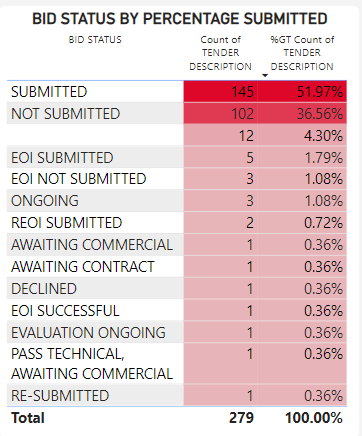 BID STATUS BY PERCENTAGE SUBMITTED
BID STATUS Count of TENDER DESCRIPTION %GT Count of TENDER DESCRIPTION
SUBMITTED 145 51.97%
NOT SUBMITTED 102 36.56%
12 4.30%
EOI SUBMITTED 5 1.79%
EOI NOT SUBMITTED 3 1.08%
ONGOING 3 1.08%
REOI SUBMITTED 2 0.72%
AWAITING COMMERCIAL 1 0.36%
AWAITING CONTRACT 1 0.36%
DECLINED 1 0.36%
EOI SUCCESSFUL 1 0.36%
EVALUATION ONGOING 1 0.36%
PASS TECHNICAL, 1 0.36%
AWAITING COMMERCIAL
RE-SUBMITTED 1 0.36%
Total 279 100.00%